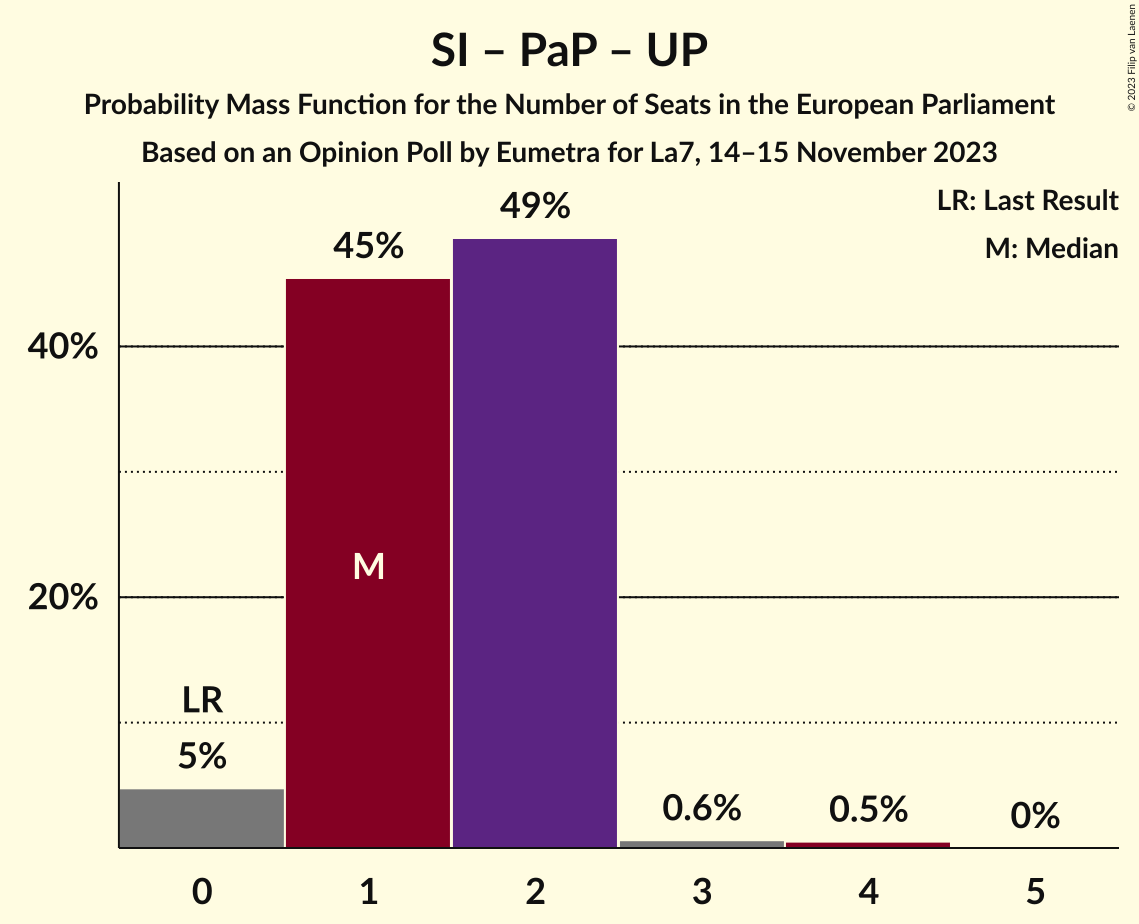 SI – PaP – UP
Probability Mass Function for the Number of Seats in the European Parliament
Based on an Opinion Poll by Eumetra for La7, 14–15 November 2023
© 2023 Filip van Laenen
LR: Last Result
M: Median
49%
45%
40%
M
20%
LR
5%
0.6%
0.5%
0%
0 1 2 3 4 5